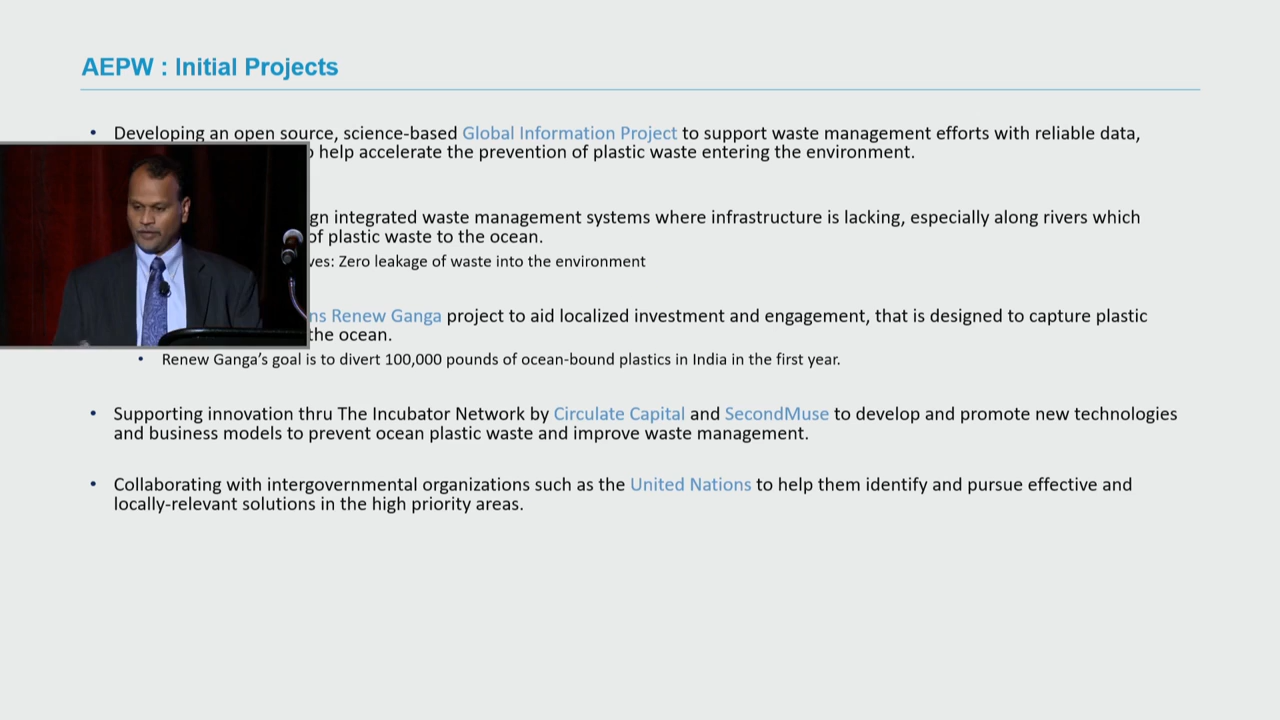 AEPW : Initial Projects
• Developing an open source, science-based Global Information Project to support waste management efforts with reliable data,
help accelerate the prevention of plastic waste entering the environment.
integrated waste management systems where infrastructure is lacking, especially along rivers which
of plastic waste to the ocean.
Zero leakage of waste into the environment
Renew Ganga project to aid localized investment and engagement, that is designed to capture plastic
the ocean.
• Renew Ganga’s goal is to divert 100,000 pounds of ocean-bound plastics in India in the first year.
• Supporting innovation thru The Incubator Network by Circulate Capital and SecondMuse to develop and promote new technologies
and business models to prevent ocean plastic waste and improve waste management.
• Collaborating with intergovernmental organizations such as the United Nations to help them identify and pursue effective and
locally-relevant solutions in the high priority areas.